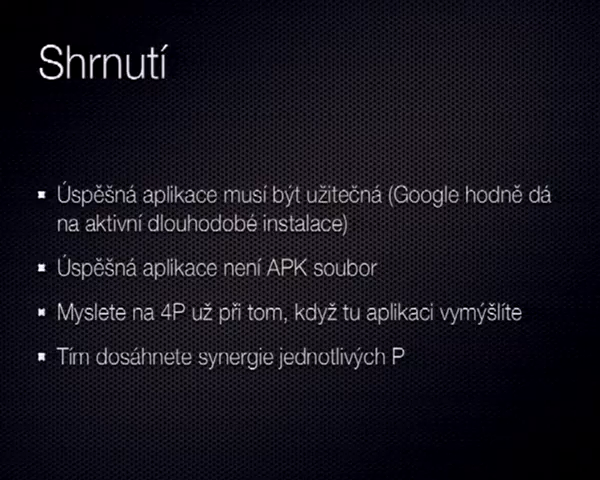 Shrnutí
Úspěšná aplikace musí být užitečná (Google hodně dá
na aktivní dlouhodobé instalace)
Úspěšná aplikace není APK soubor
Myslete na 4P už při tom, když tu aplikaci vymýšlíte
Tím dosáhnete synergie jednotlivých P